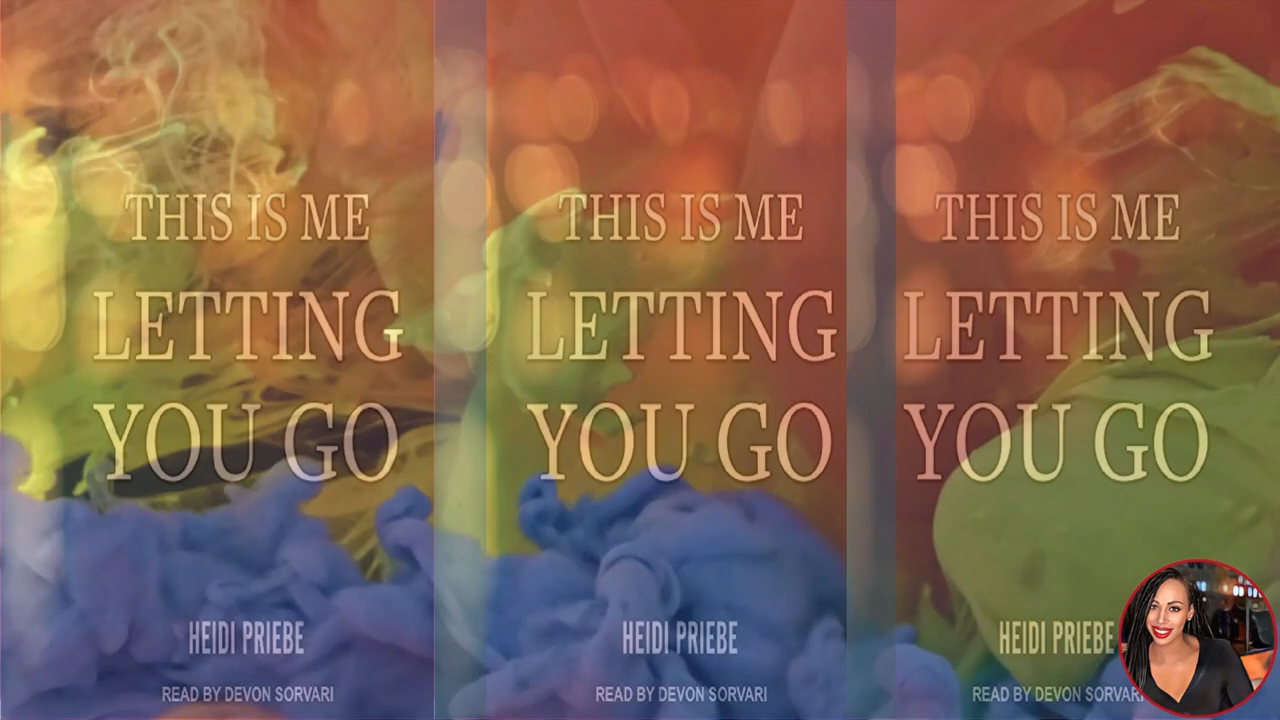 THIS IS ME
LETTING
YOU GO
HEIDI PRIEBE
READ BY DEVON SORVARI
THIS IS ME
LETTING
YOU GO
HEIDI PRIEBE
READ BY DEVON SORVARI
THIS IS ME
LETTING
YOU GO
HEIDI PRIEBE
READ BY DEVON SORVARI